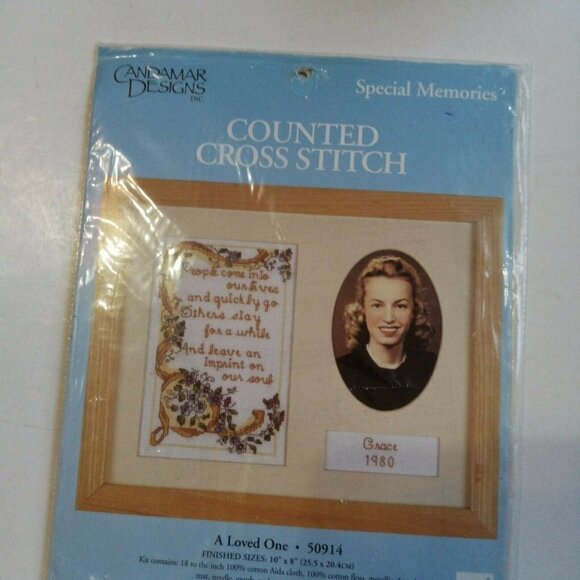 CANDAMAR
DESIGNS
INC.
Special Memories
COUNTED
CROSS STITCH
People come into
our lives
and quickly go
Others stay
for a while
And leave an
imprint on
our soul
Grace
1980
A Loved One • 50914
FINISHED SIZES: 10" x 8" (25.5 x 20.4cm)
Kit contains: 18 to the inch 100% cotton Aida cloth, 100% cotton floss,
mat, needle,